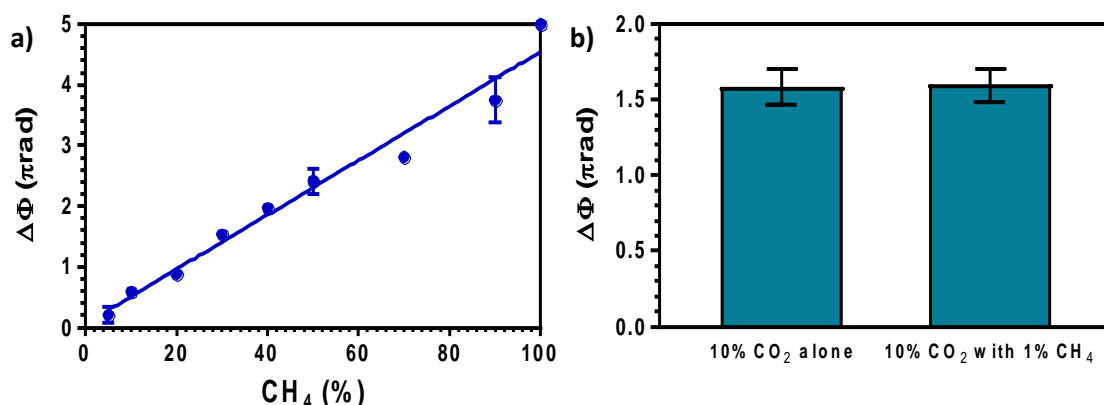 a)
ΔΦ (πrad)
5
4
3
2
1
0
0 20 40 60 80 100
CH₄ (%)
b)
ΔΦ (πrad)
2.0
1.5
1.0
0.5
0.0
10% CO₂ alone 10% CO₂ with 1% CH₄